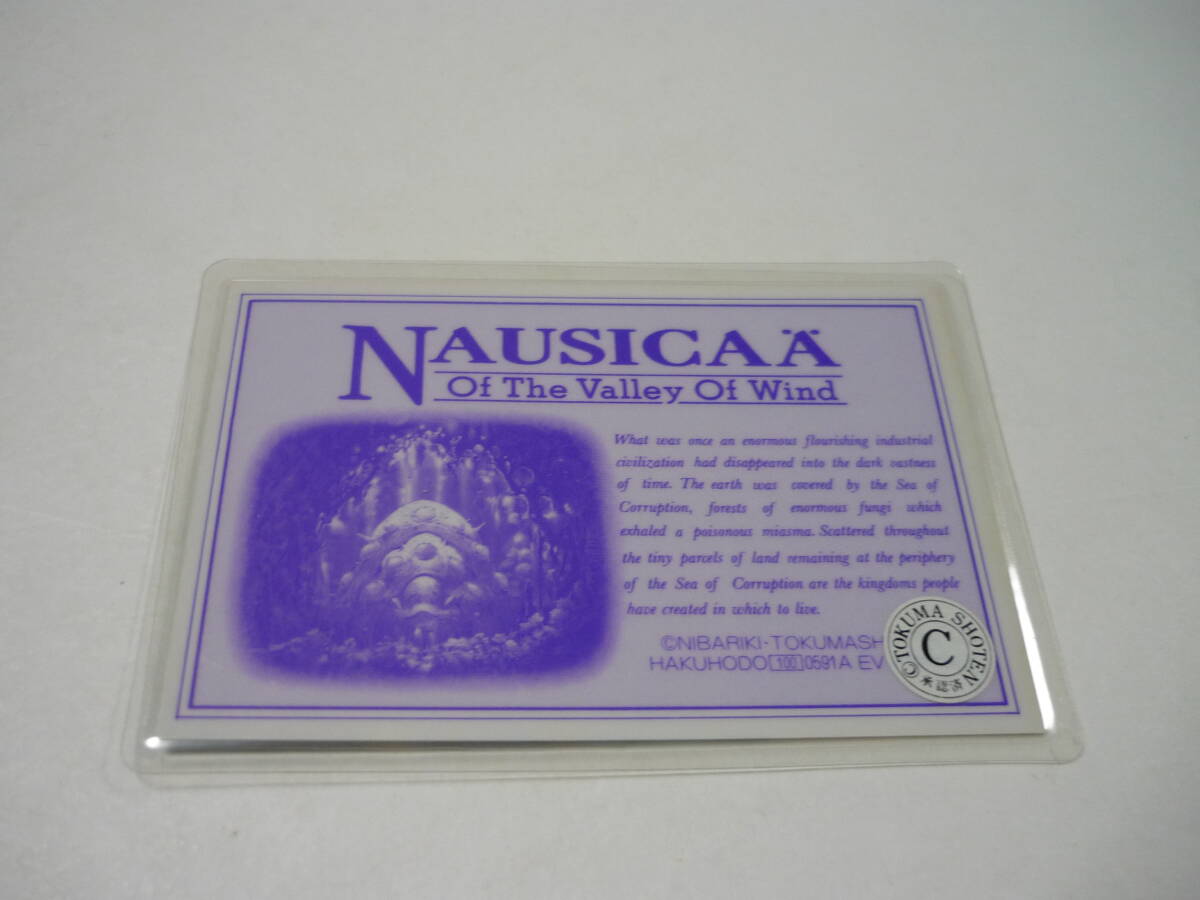 NAUSICAÄ
Of The Valley Of Wind
What was once an enormous flourishing industrial
civilization had disappeared into the dark vastness
of time. The earth was covered by the Sea of
Corruption, forests of enormous fungi which
exhaled a poisonous miasma. Scattered throughout
the tiny parcels of land remaining at the periphery
of the Sea of Corruption are the kingdoms people
have created in which to live.
©NIBARIKI·TOKUMASH
HAKUHODO 100 0591A EV
©TOKUMA SHOTEN
C
承認済